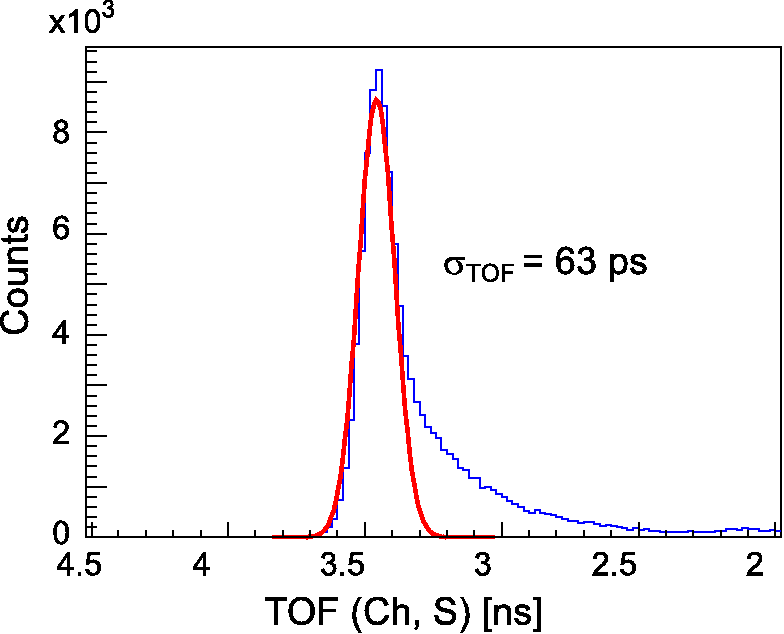 x10³
8
6
4
2
0
Counts
σTOF = 63 ps
4.5 4 3.5 3 2.5 2
TOF (Ch, S) [ns]